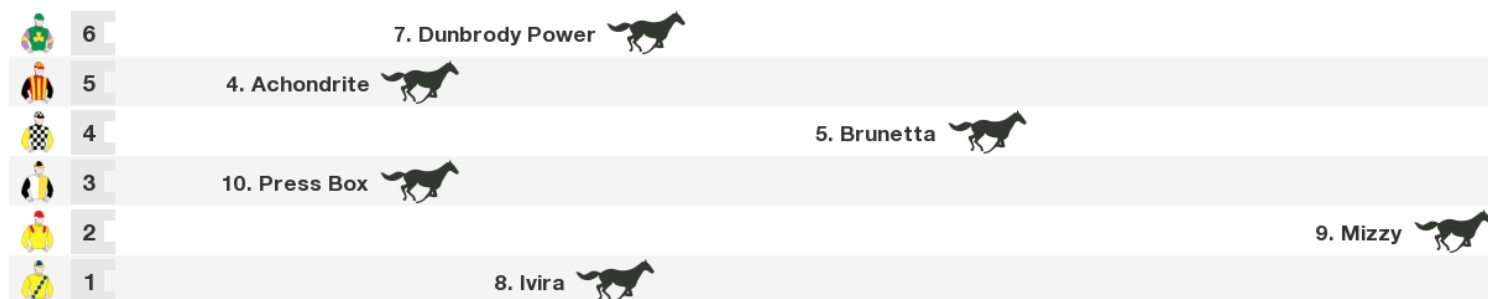 6 7. Dunbrody Power
5 4. Achondrite
4 5. Brunetta
3 10. Press Box
2 9. Mizzy
1 8. Ivira